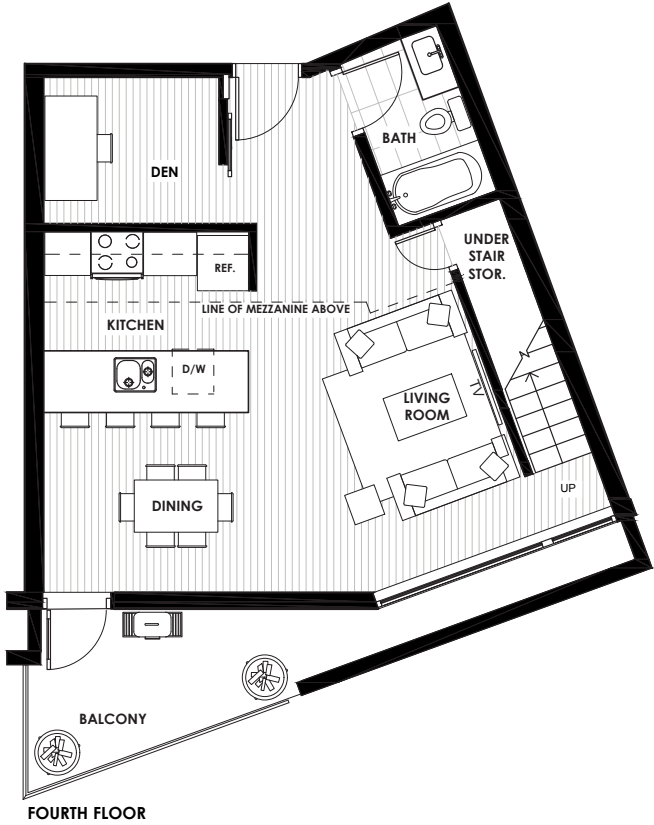 BATH
DEN
UNDER
STAIR
STOR.
REF.
LINE OF MEZZANINE ABOVE
KITCHEN
D/W
LIVING
ROOM
UP
DINING
BALCONY
FOURTH FLOOR